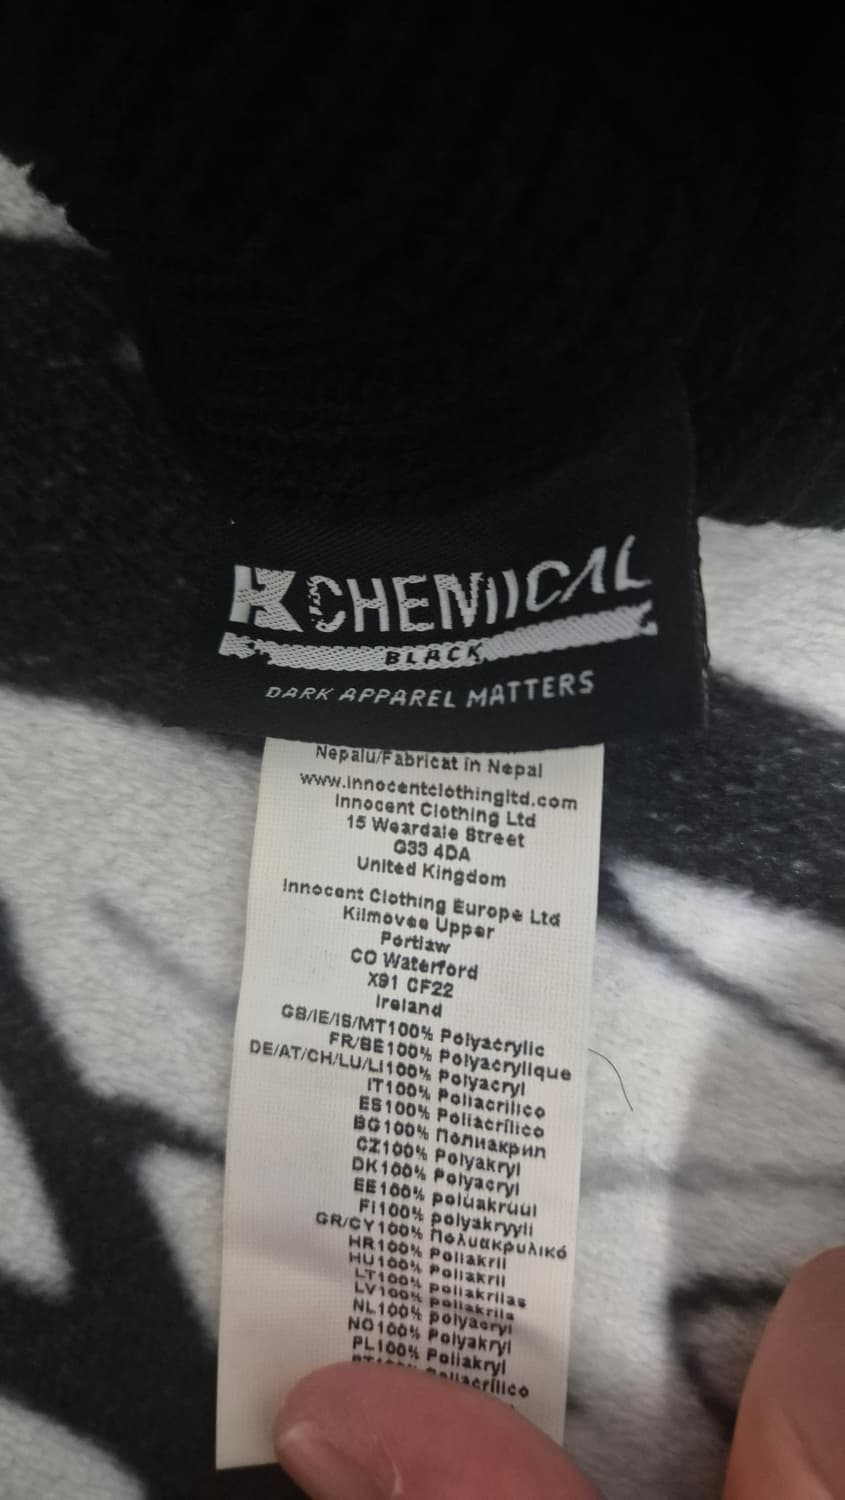 CHEMICAL
BLACK
DARK APPAREL MATTERS
Nepalu/Fabricat în Nepal
www.innocentclothingltd.com
Innocent Clothing Ltd
15 Weardale Street
G33 4DA
United Kingdom
Innocent Clothing Europe Ltd
Kilmovee Upper
Portlaw
CO Waterford
X91 CF22
Ireland
GB/IE/IS/MT100% Polyacrylic
FR/BE100% Polyacrylique
DE/AT/CH/LU/LI100% Polyacryl
IT100% Poliacrilico
ES100% Poliacrílico
BG100% Полиакрил
CZ100% Polyakryl
DK100% Polyacryl
EE100% polüakrüül
FI100% polyakryyli
GR/CY100% Πολυακρυλικό
HR100% Poliakril
HU100% Poliakril
LT100% poliakrilas
LV100% poliakrils
NL100% polyacryl
NO100% Polyakryl
PL100% Poliakryl